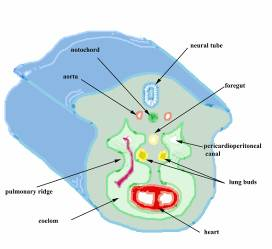 notochord
neural tube
aorta
foregut
pericardioperitoneal
canal
pulmonary ridge
lung buds
coelom
heart